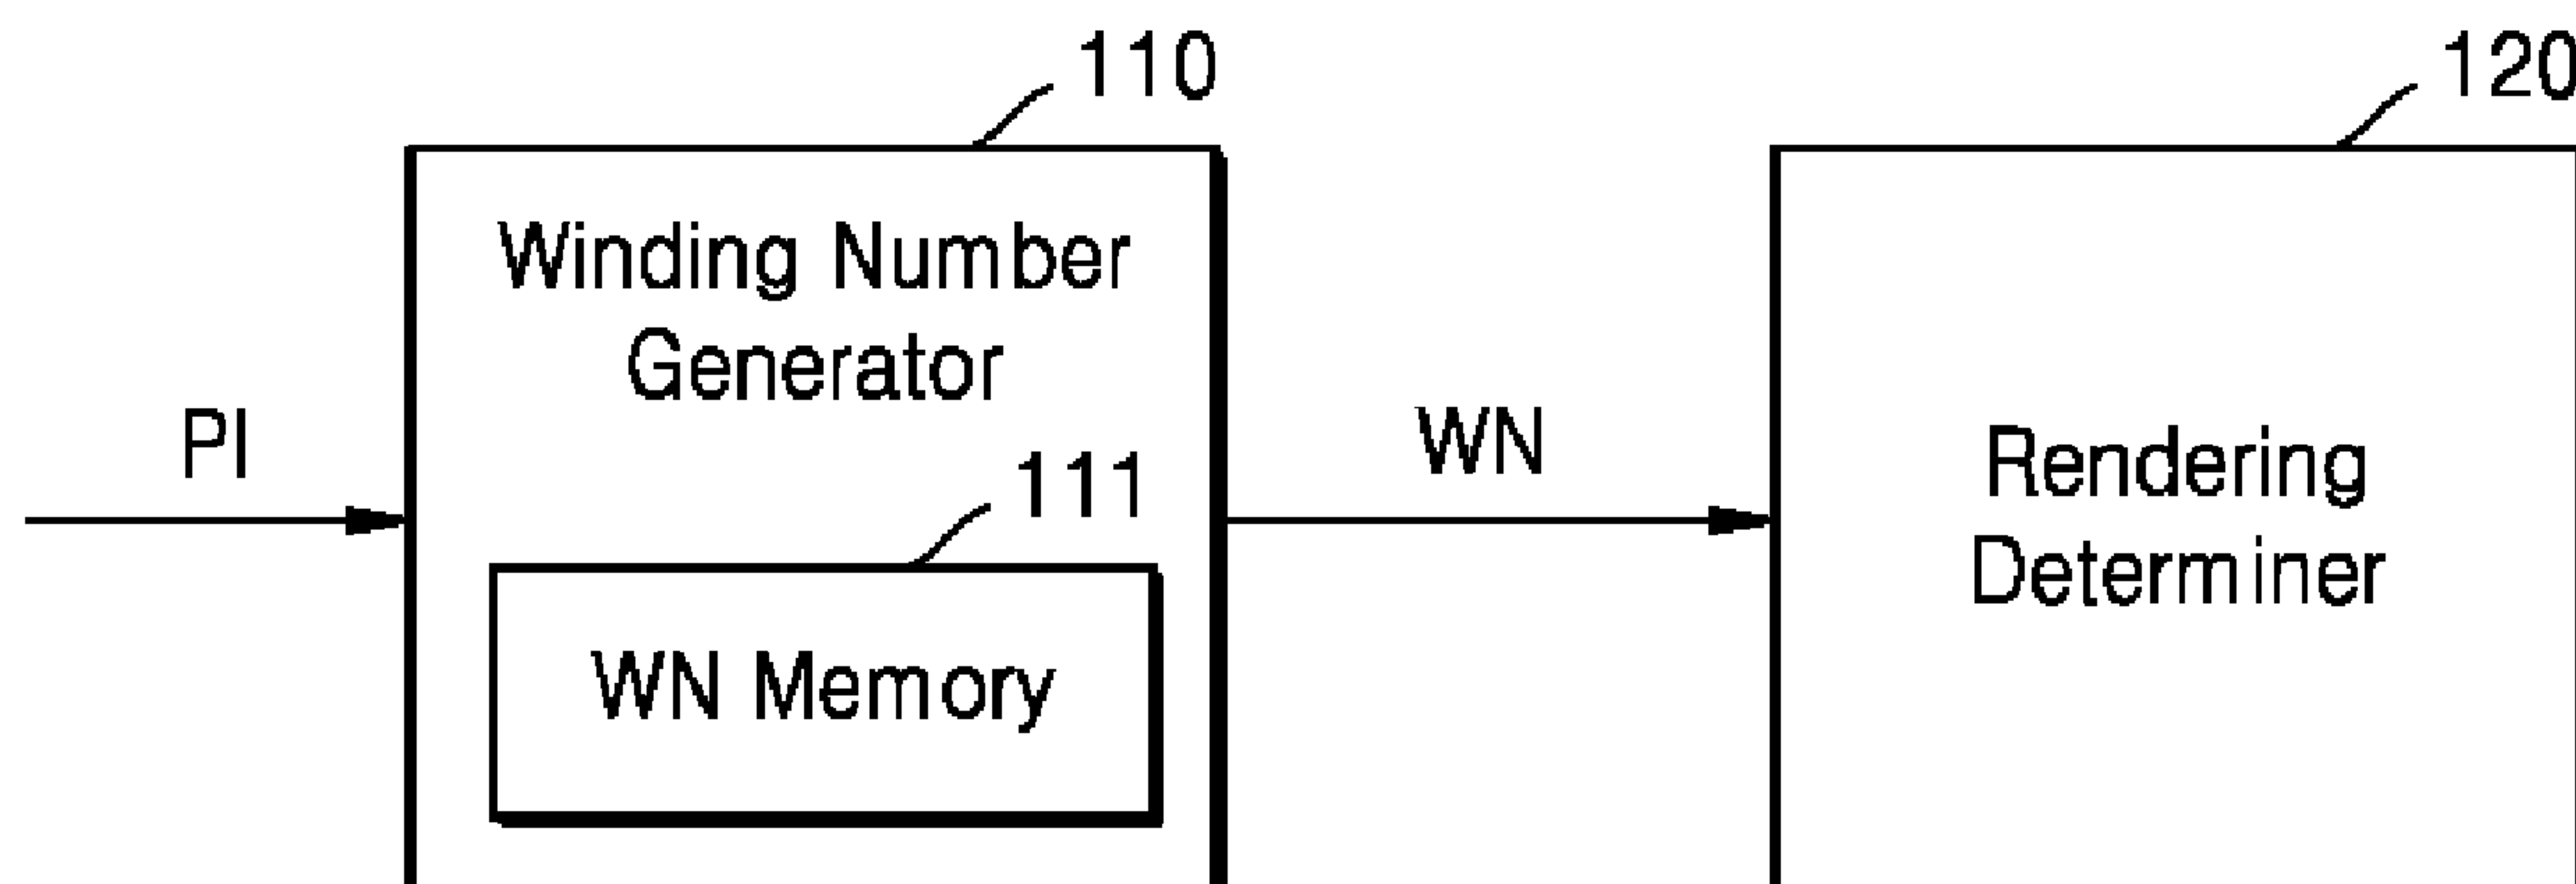 110
120
Winding Number
Generator
PI
WN
111
Rendering
Determiner
WN Memory